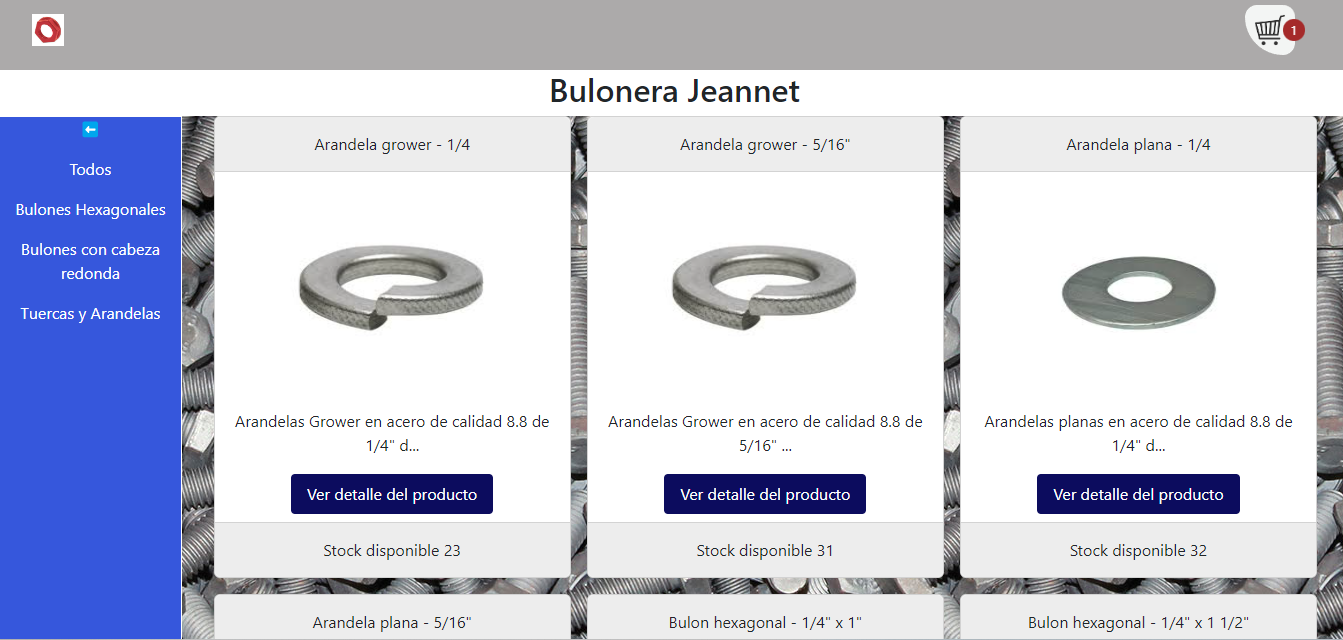 1
Bulonera Jeannet
Todos
Bulones Hexagonales
Bulones con cabeza
redonda
Tuercas y Arandelas
Arandela grower - 1/4
Arandelas Grower en acero de calidad 8.8 de
1/4" d...
Ver detalle del producto
Stock disponible 23
Arandela grower - 5/16"
Arandelas Grower en acero de calidad 8.8 de
5/16" ...
Ver detalle del producto
Stock disponible 31
Arandela plana - 1/4
Arandelas planas en acero de calidad 8.8 de
1/4" d...
Ver detalle del producto
Stock disponible 32
Arandela plana - 5/16"
Bulon hexagonal - 1/4" x 1"
Bulon hexagonal - 1/4" x 1 1/2"